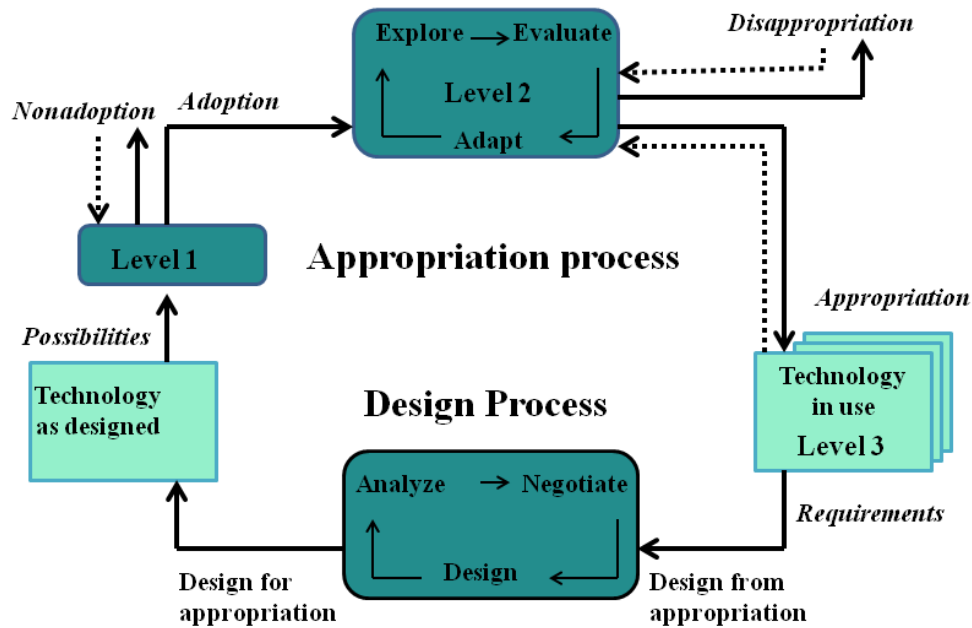 Explore
Evaluate
Level 2
Adapt
Disappropriation
Nonadoption
Adoption
Level 1
Appropriation process
Possibilities
Appropriation
Technology
as designed
Technology
in use
Level 3
Design Process
Analyze
Negotiate
Design
Requirements
Design for
appropriation
Design from
appropriation